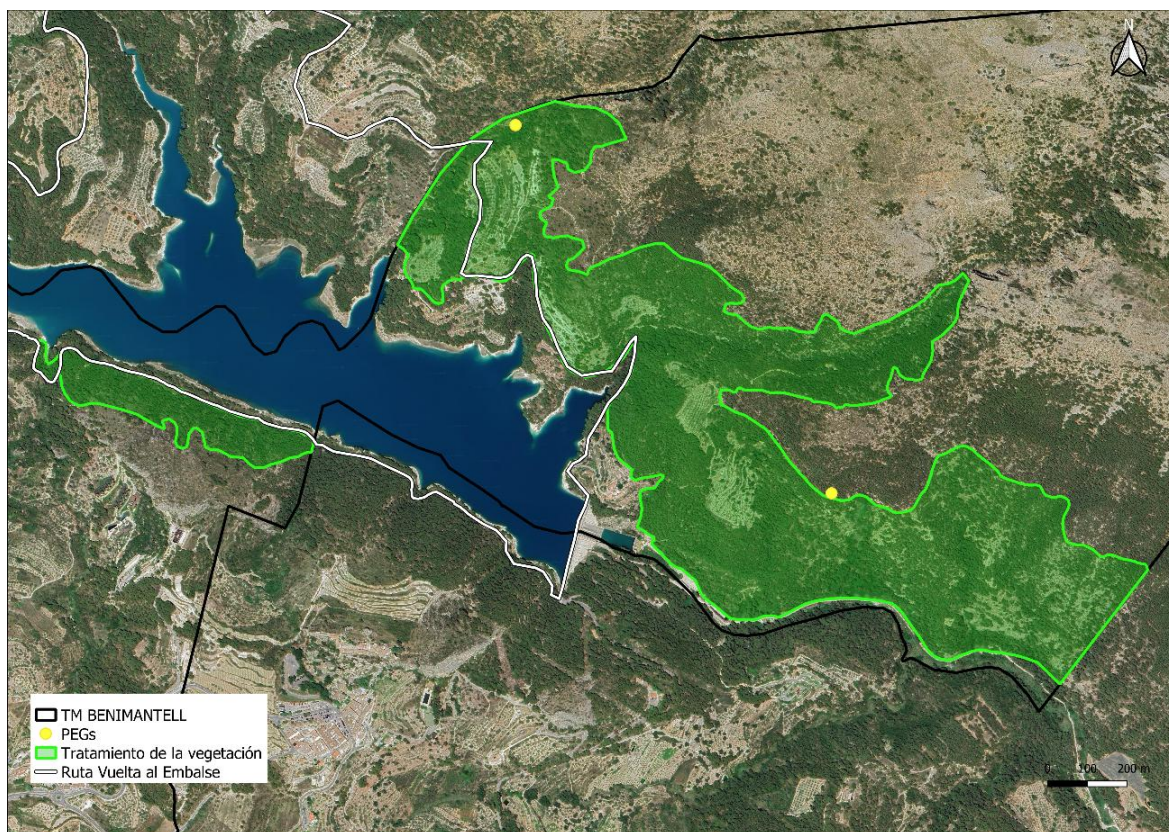 N
TM BENIMANTELL
PEGs
Tratamiento de la vegetación
Ruta Vuelta al Embalse
0 100 200 m